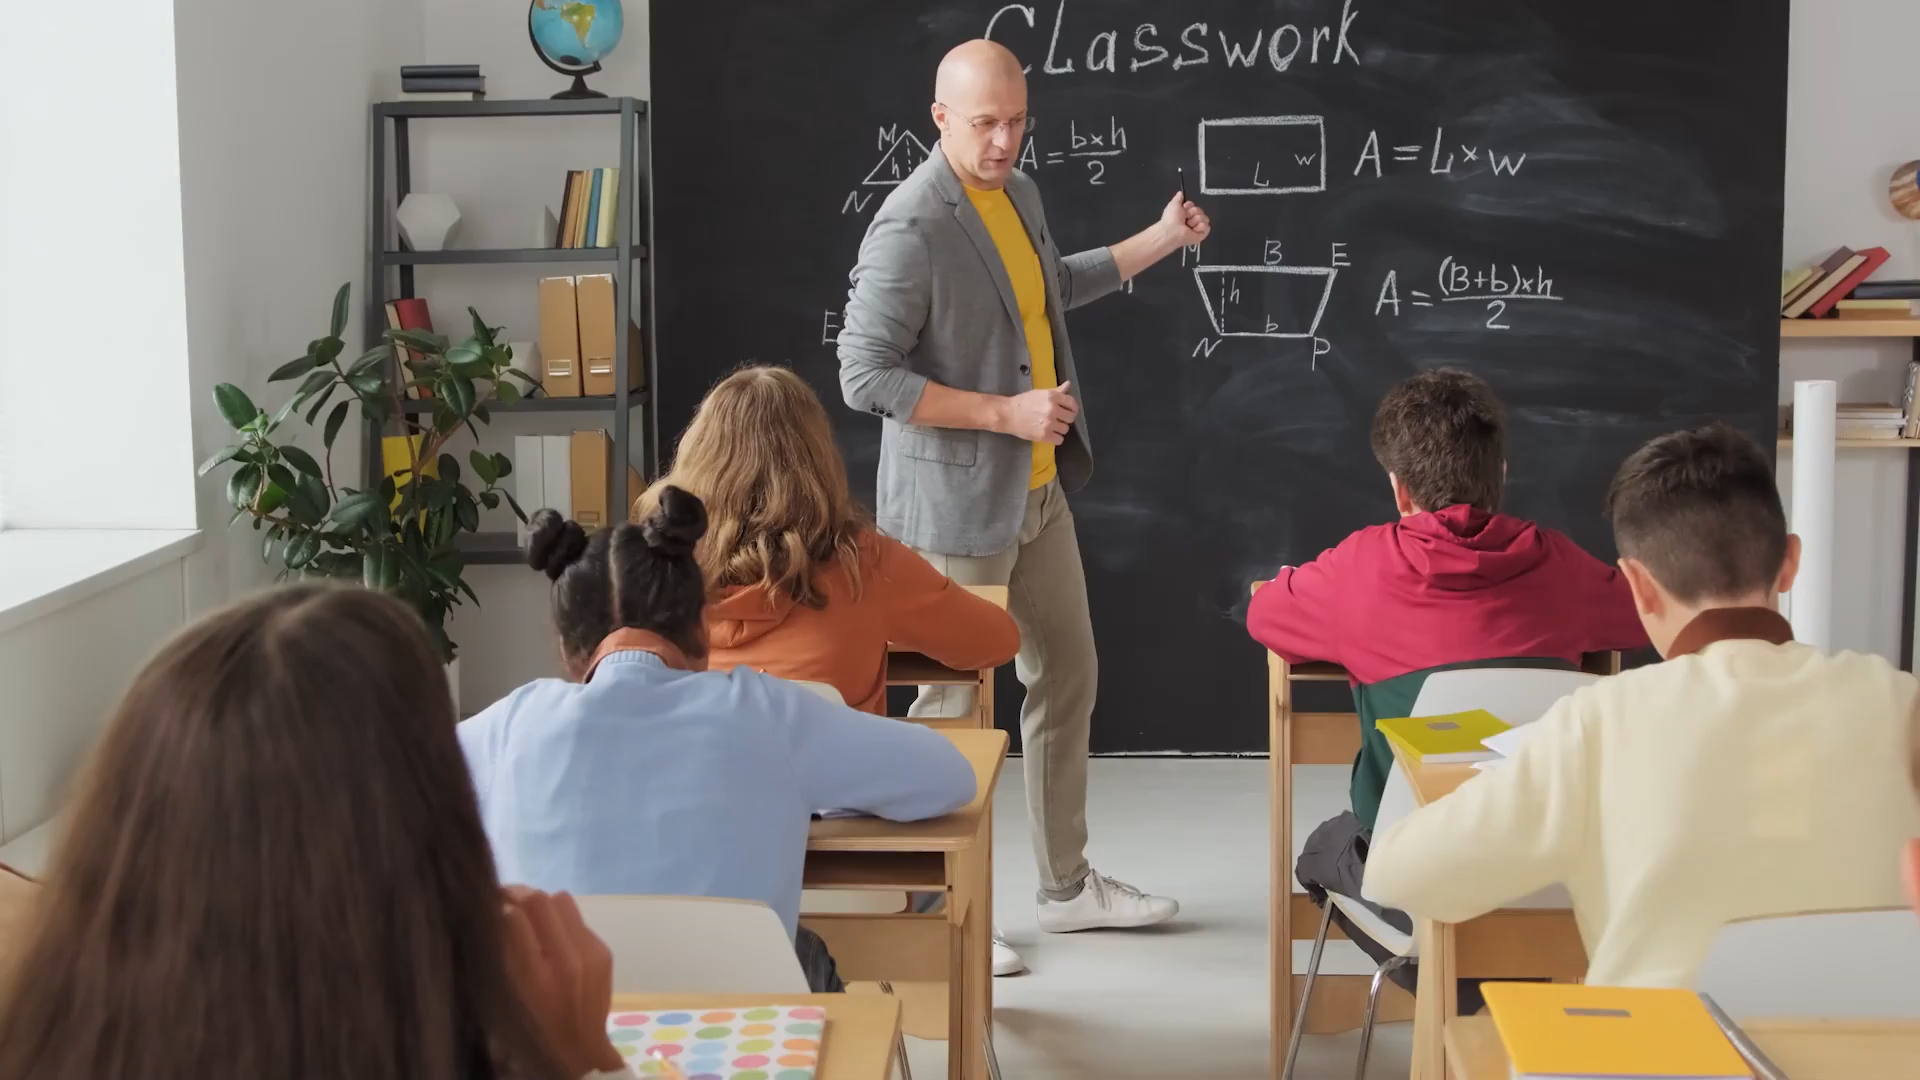 Classwork
M
h
N
A = b×h
2
w
L
A = L×w
M B E
h
b
N P
A = (B+b)×h
2
E